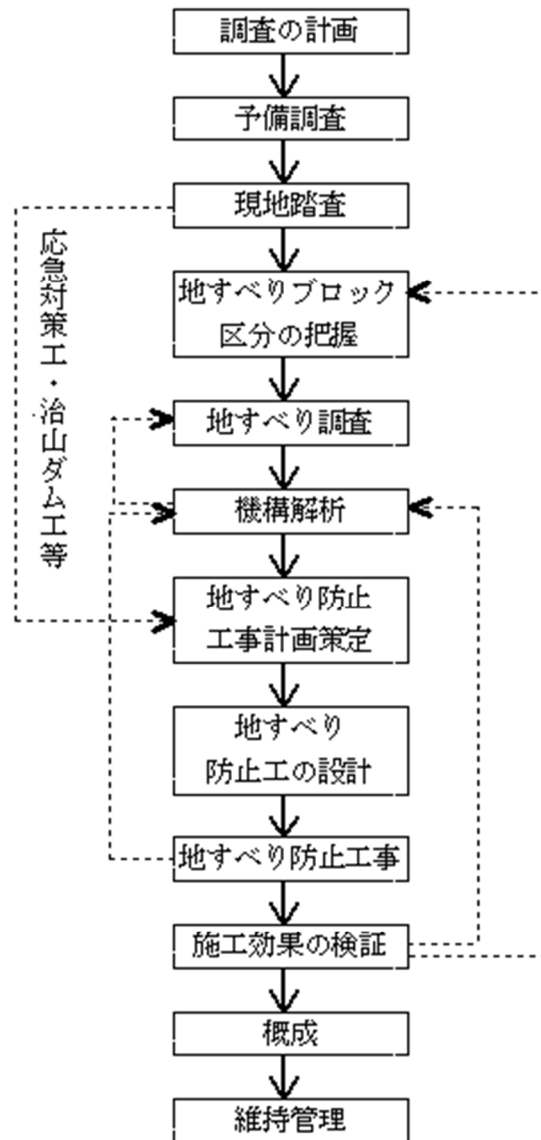 調査の計画
予備調査
現地踏査
応急対策工・治山ダム工等
地すべりブロック
区分の把握
地すべり調査
機構解析
地すべり防止
工事計画策定
地すべり
防止工の設計
地すべり防止工事
施工効果の検証
概成
維持管理